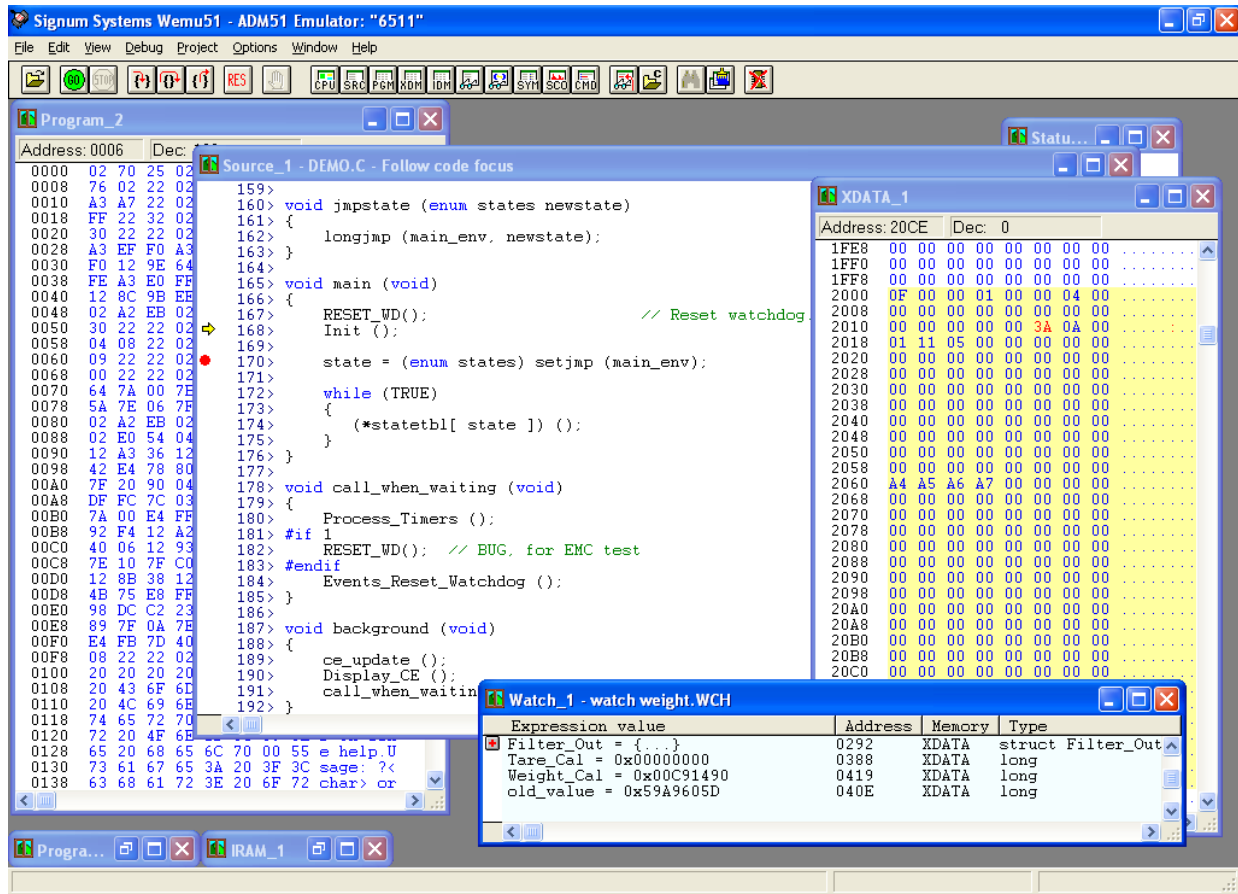 Signum Systems Wemu51 - ADM51 Emulator: "6511"
File Edit View Debug Project Options Window Help
GO STOP RES CPU SRC PGM XDM IDM SYM SCO CMD
Program_2
Address: 0006 Dec:
0000 02 70 25 02
0008 76 02 22 02
0010 A3 A7 22 02
0018 FF 22 32 02
0020 30 22 22 02
0028 A3 EF F0 A3
0030 F0 12 9E 64
0038 FE A3 E0 FF
0040 12 8C 9B EE
0048 02 A2 EB 02
0050 30 22 22 02
0058 04 08 22 02
0060 09 22 22 02
0068 00 22 22 02
0070 64 7A 00 7E
0078 5A 7E 06 7F
0080 02 A2 EB 02
0088 02 E0 54 04
0090 12 A3 36 12
0098 42 E4 78 80
00A0 7F 20 90 04
00A8 DF FC 7C 03
00B0 7A 00 E4 FF
00B8 92 F4 12 A2
00C0 40 06 12 93
00C8 7E 10 7F C0
00D0 12 8B 38 12
00D8 4B 75 E8 FF
00E0 98 DC C2 23
00E8 89 7F 0A 7E
00F0 E4 FB 7D 40
00F8 08 22 22 02
0100 20 20 20 20
0108 20 43 6F 6D
0110 20 4C 69 6E
0118 74 65 72 70
0120 72 20 4F 6E
0128 65 20 68 65 6C 70 00 55 e help.U
0130 73 61 67 65 3A 20 3F 3C sage: ?<
0138 63 68 61 72 3E 20 6F 72 char> or
Source_1 - DEMO.C - Follow code focus
159>
160> void jmpstate (enum states newstate)
161> {
162> longjmp (main_env, newstate);
163> }
164>
165> void main (void)
166> {
167> RESET_WD(); // Reset watchdog
168> Init ();
169>
170> state = (enum states) setjmp (main_env);
171>
172> while (TRUE)
173> {
174> (*statetbl[ state ]) ();
175> }
176> }
177>
178> void call_when_waiting (void)
179> {
180> Process_Timers ();
181> #if 1
182> RESET_WD(); // BUG, for EMC test
183> #endif
184> Events_Reset_Watchdog ();
185> }
186>
187> void background (void)
188> {
189> ce_update ();
190> Display_CE ();
191> call_when_waitin
192> }
Statu...
XDATA_1
Address: 20CE Dec: 0
1FE8 00 00 00 00 00 00 00 00 ........
1FF0 00 00 00 00 00 00 00 00 ........
1FF8 00 00 00 00 00 00 00 00 ........
2000 0F 00 00 01 00 00 04 00 ........
2008 00 00 00 00 00 00 00 00 ........
2010 00 00 00 00 00 3A 0A 00 .....:..
2018 01 11 05 00 00 00 00 00 ........
2020 00 00 00 00 00 00 00 00 ........
2028 00 00 00 00 00 00 00 00 ........
2030 00 00 00 00 00 00 00 00 ........
2038 00 00 00 00 00 00 00 00 ........
2040 00 00 00 00 00 00 00 00 ........
2048 00 00 00 00 00 00 00 00 ........
2050 00 00 00 00 00 00 00 00 ........
2058 00 00 00 00 00 00 00 00 ........
2060 A4 A5 A6 A7 00 00 00 00 ........
2068 00 00 00 00 00 00 00 00 ........
2070 00 00 00 00 00 00 00 00 ........
2078 00 00 00 00 00 00 00 00 ........
2080 00 00 00 00 00 00 00 00 ........
2088 00 00 00 00 00 00 00 00 ........
2090 00 00 00 00 00 00 00 00 ........
2098 00 00 00 00 00 00 00 00 ........
20A0 00 00 00 00 00 00 00 00 ........
20A8 00 00 00 00 00 00 00 00 ........
20B0 00 00 00 00 00 00 00 00 ........
20B8 00 00 00 00 00 00 00 00 ........
20C0 00 00 00 00 00 00 00 00 ........
Watch_1 - watch weight.WCH
Expression value Address Memory Type
Filter_Out = {...} 0292 XDATA struct Filter_Out
Tare_Cal = 0x00000000 0388 XDATA long
Weight_Cal = 0x00C91490 0419 XDATA long
old_value = 0x59A9605D 040E XDATA long
Progra...
IRAM_1